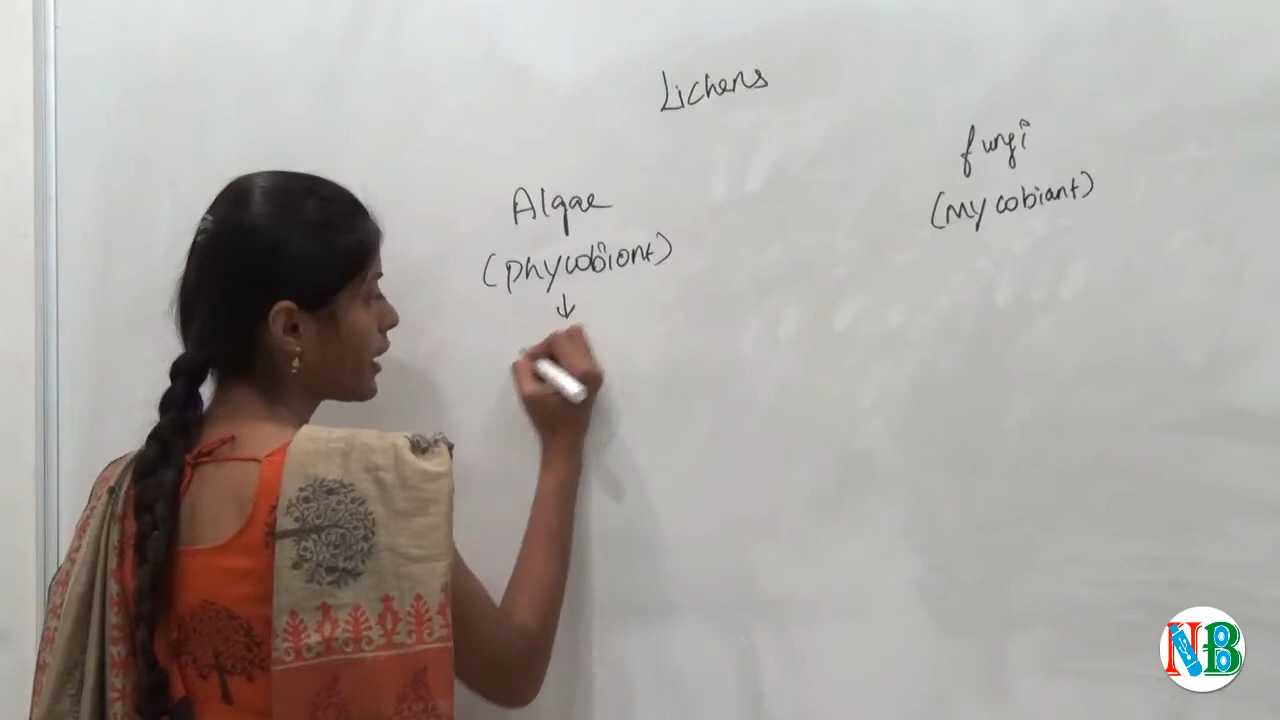 Lichens
fungi
(mycobiant)
Algae
(phycobiont)
↓
NB